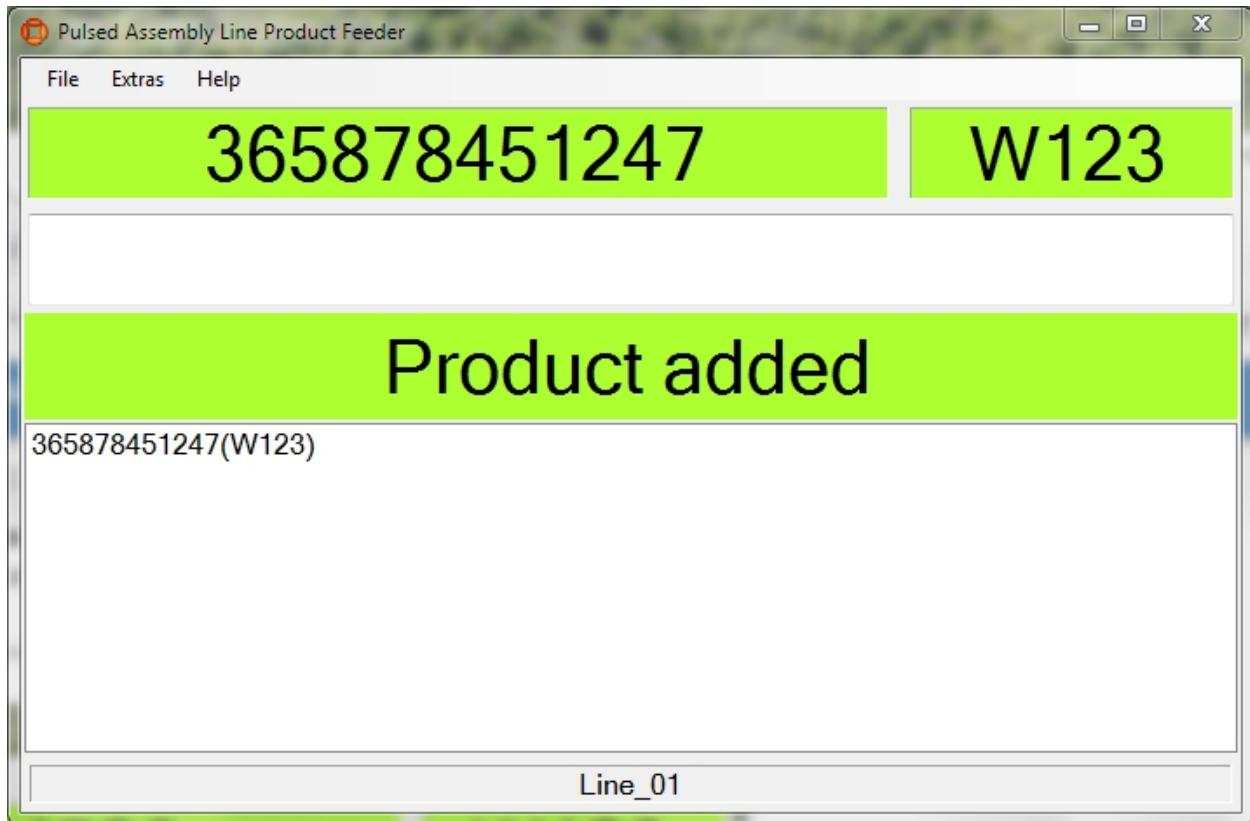 Pulsed Assembly Line Product Feeder
File Extras Help
365878451247 W123
Product added
365878451247(W123)
Line_01